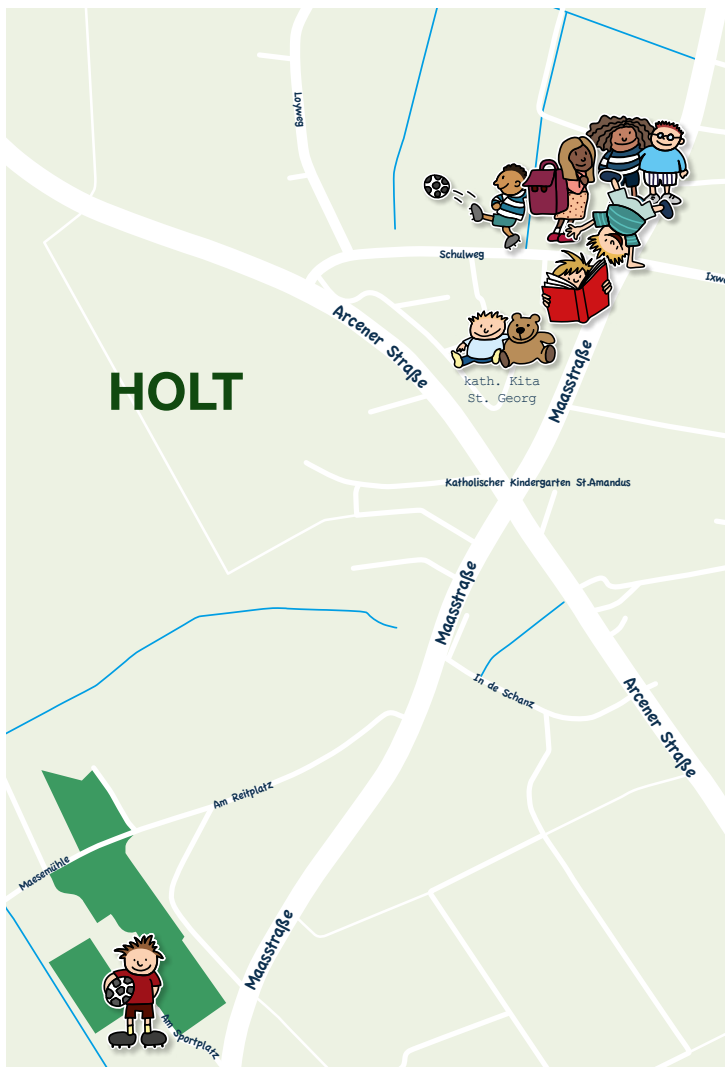 Loyweg
Schulweg
Ixw
Arcener Straße
HOLT
kath. Kita
St. Georg
Maasstraße
Katholischer Kindergarten St.Amandus
Maasstraße
In de Schanz
Arcener Straße
Am Reitplatz
Maesemühle
Maasstraße
Am Sportplatz